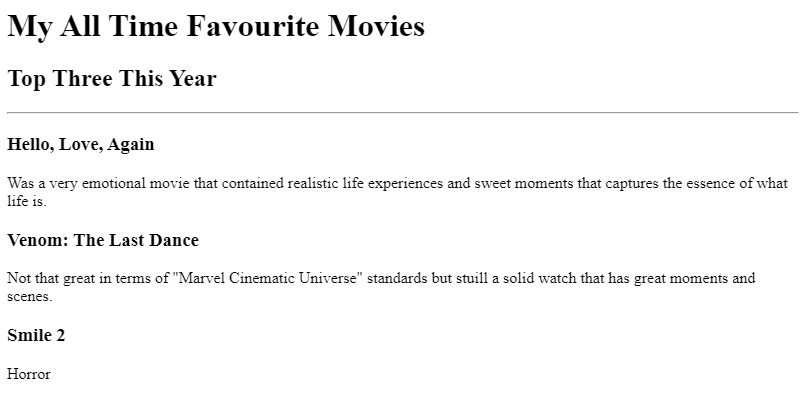 My All Time Favourite Movies
Top Three This Year
Hello, Love, Again
Was a very emotional movie that contained realistic life experiences and sweet moments that captures the essence of what
life is.
Venom: The Last Dance
Not that great in terms of "Marvel Cinematic Universe" standards but stuill a solid watch that has great moments and
scenes.
Smile 2
Horror